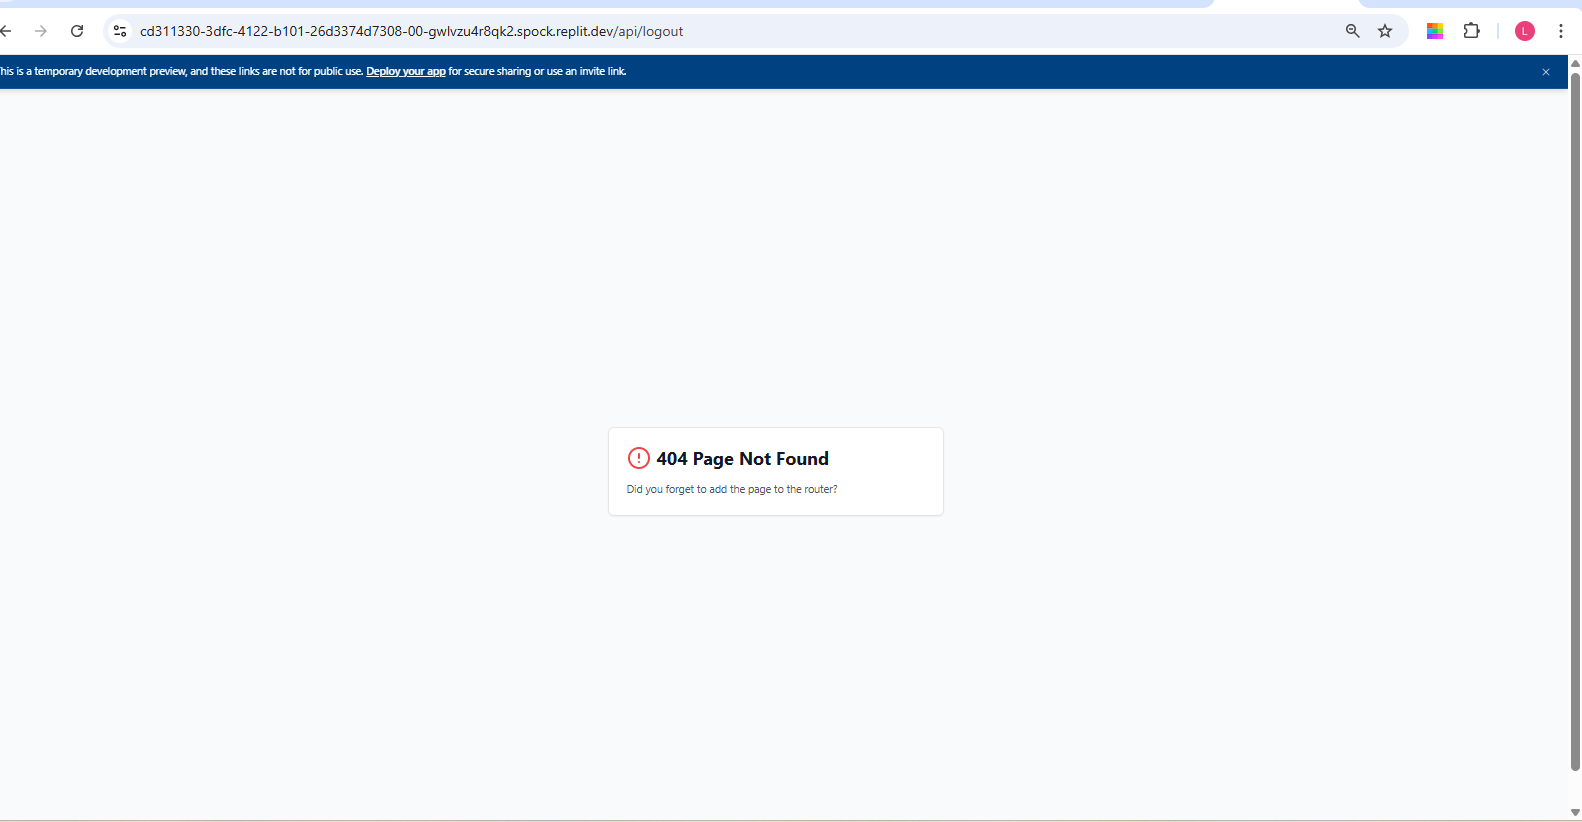 cd311330-3dfc-4122-b101-26d3374d7308-00-gwlvzu4r8qk2.spock.replit.dev/api/logout
L
his is a temporary development preview, and these links are not for public use. Deploy your app for secure sharing or use an invite link.
404 Page Not Found
Did you forget to add the page to the router?